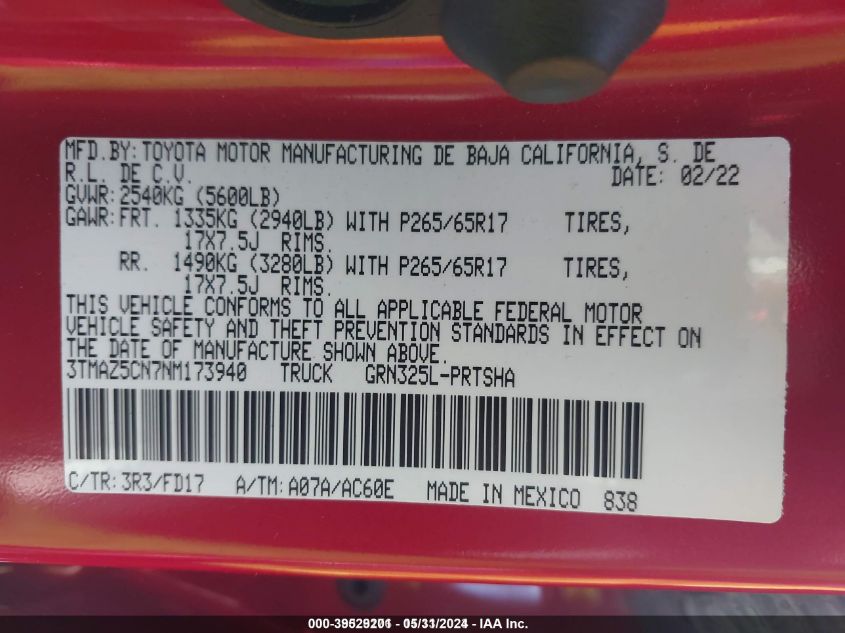 MFD.BY:TOYOTA MOTOR MANUFACTURING DE BAJA CALIFORNIA, S. DE
R.L. DE C.V. DATE: 02/22
GVWR:2540KG (5600LB)
GAWR:FRT. 1335KG (2940LB) WITH P265/65R17 TIRES,
17X7.5J RIMS.
RR. 1490KG (3280LB) WITH P265/65R17 TIRES,
17X7.5J RIMS.
THIS VEHICLE CONFORMS TO ALL APPLICABLE FEDERAL MOTOR
VEHICLE SAFETY AND THEFT PREVENTION STANDARDS IN EFFECT ON
THE DATE OF MANUFACTURE SHOWN ABOVE.
3TMAZ5CN7NM173940 TRUCK GRN325L-PRTSHA
C/TR:3R3/FD17 A/TM:A07A/AC60E MADE IN MEXICO 838
- 05/31/2024 - IAA Inc.